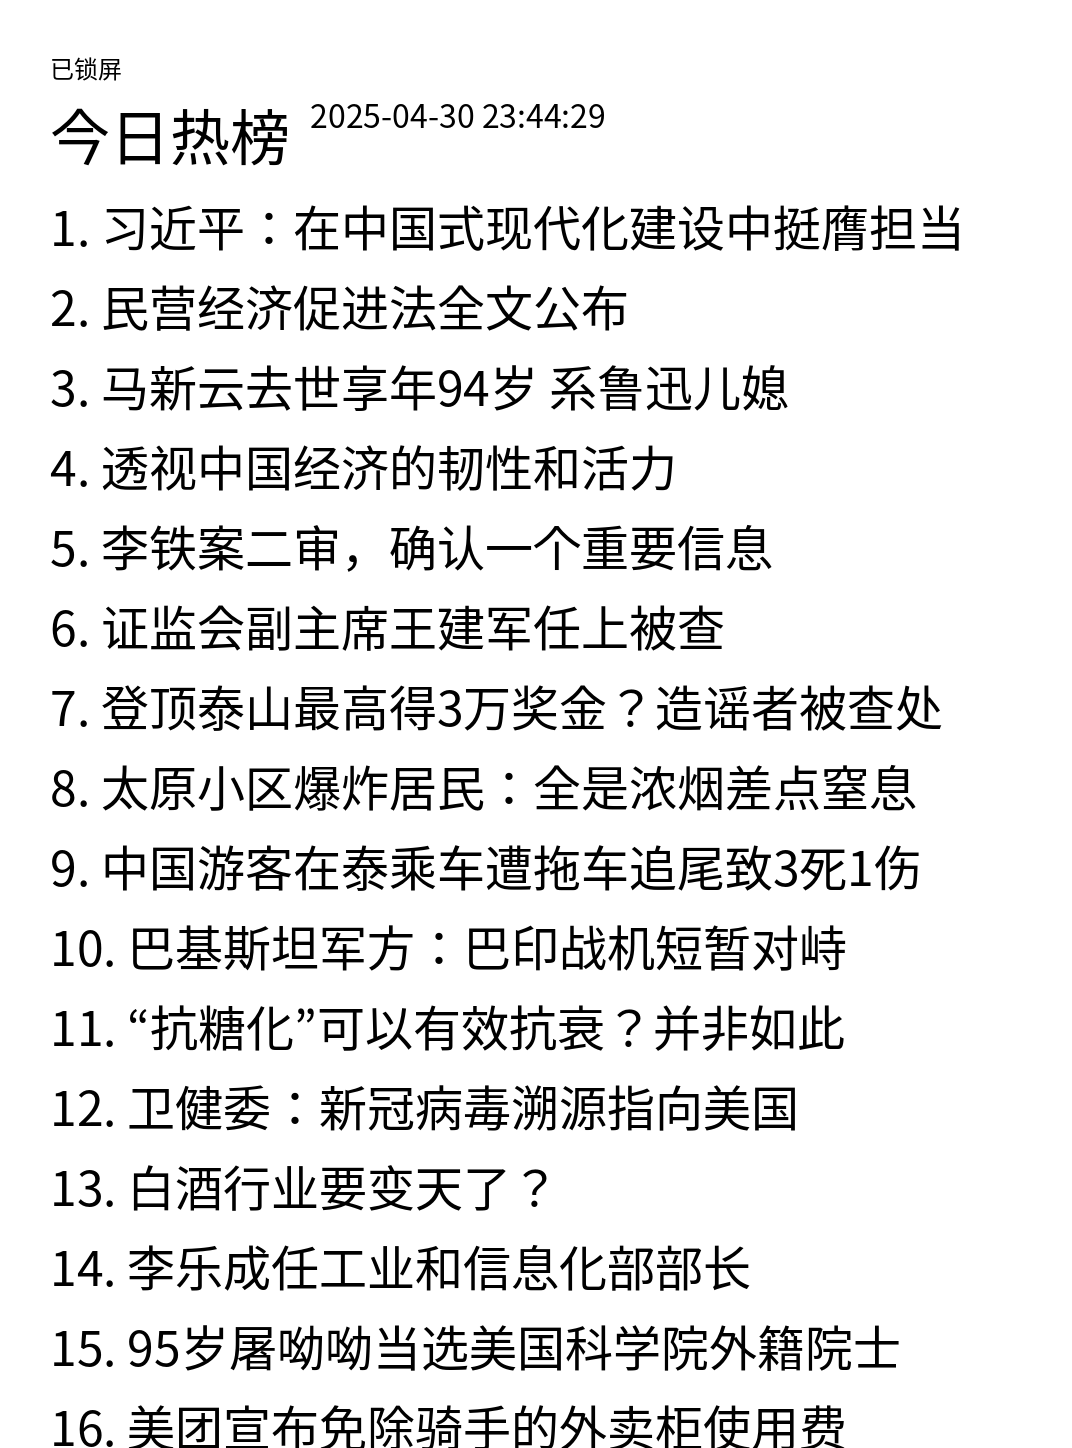 已锁屏
今日热榜 2025-04-30 23:44:29
1. 习近平：在中国式现代化建设中挺膺担当
2. 民营经济促进法全文公布
3. 马新云去世享年94岁 系鲁迅儿媳
4. 透视中国经济的韧性和活力
5. 李铁案二审，确认一个重要信息
6. 证监会副主席王建军任上被查
7. 登顶泰山最高得3万奖金？造谣者被查处
8. 太原小区爆炸居民：全是浓烟差点窒息
9. 中国游客在泰乘车遭拖车追尾致3死1伤
10. 巴基斯坦军方：巴印战机短暂对峙
11. “抗糖化”可以有效抗衰？并非如此
12. 卫健委：新冠病毒溯源指向美国
13. 白酒行业要变天了？
14. 李乐成任工业和信息化部部长
15. 95岁屠呦呦当选美国科学院外籍院士
16. 美团宣布免除骑手的外卖柜使用费